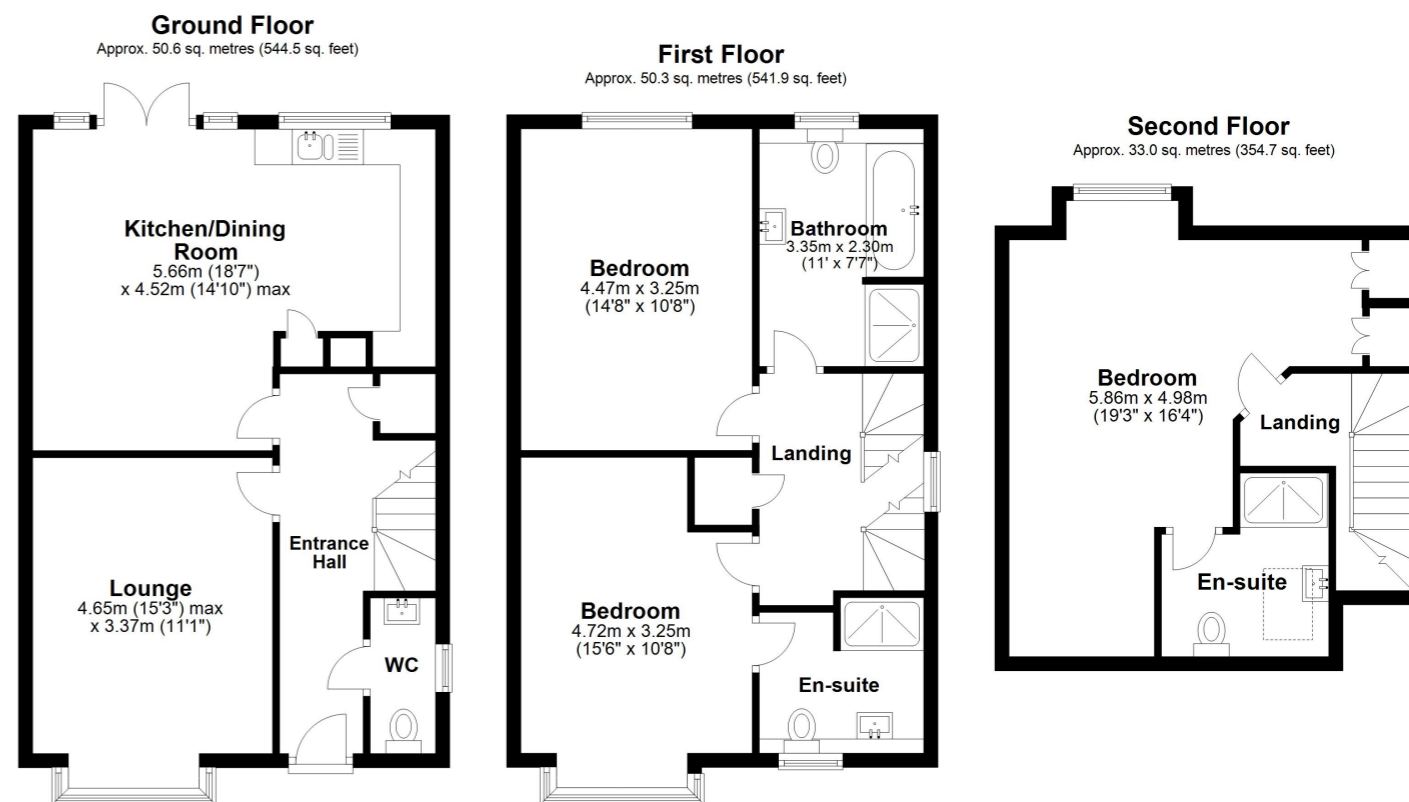 Ground Floor
Approx. 50.6 sq. metres (544.5 sq. feet)
Kitchen/Dining
Room
5.66m (18'7")
x 4.52m (14'10") max
Lounge
4.65m (15'3") max
x 3.37m (11'1")
Entrance
Hall
WC
First Floor
Approx. 50.3 sq. metres (541.9 sq. feet)
Bedroom
4.47m x 3.25m
(14'8" x 10'8")
Bathroom
3.35m x 2.30m
(11' x 7'7")
Landing
Bedroom
4.72m x 3.25m
(15'6" x 10'8")
En-suite
Second Floor
Approx. 33.0 sq. metres (354.7 sq. feet)
Bedroom
5.86m x 4.98m
(19'3" x 16'4")
Landing
En-suite